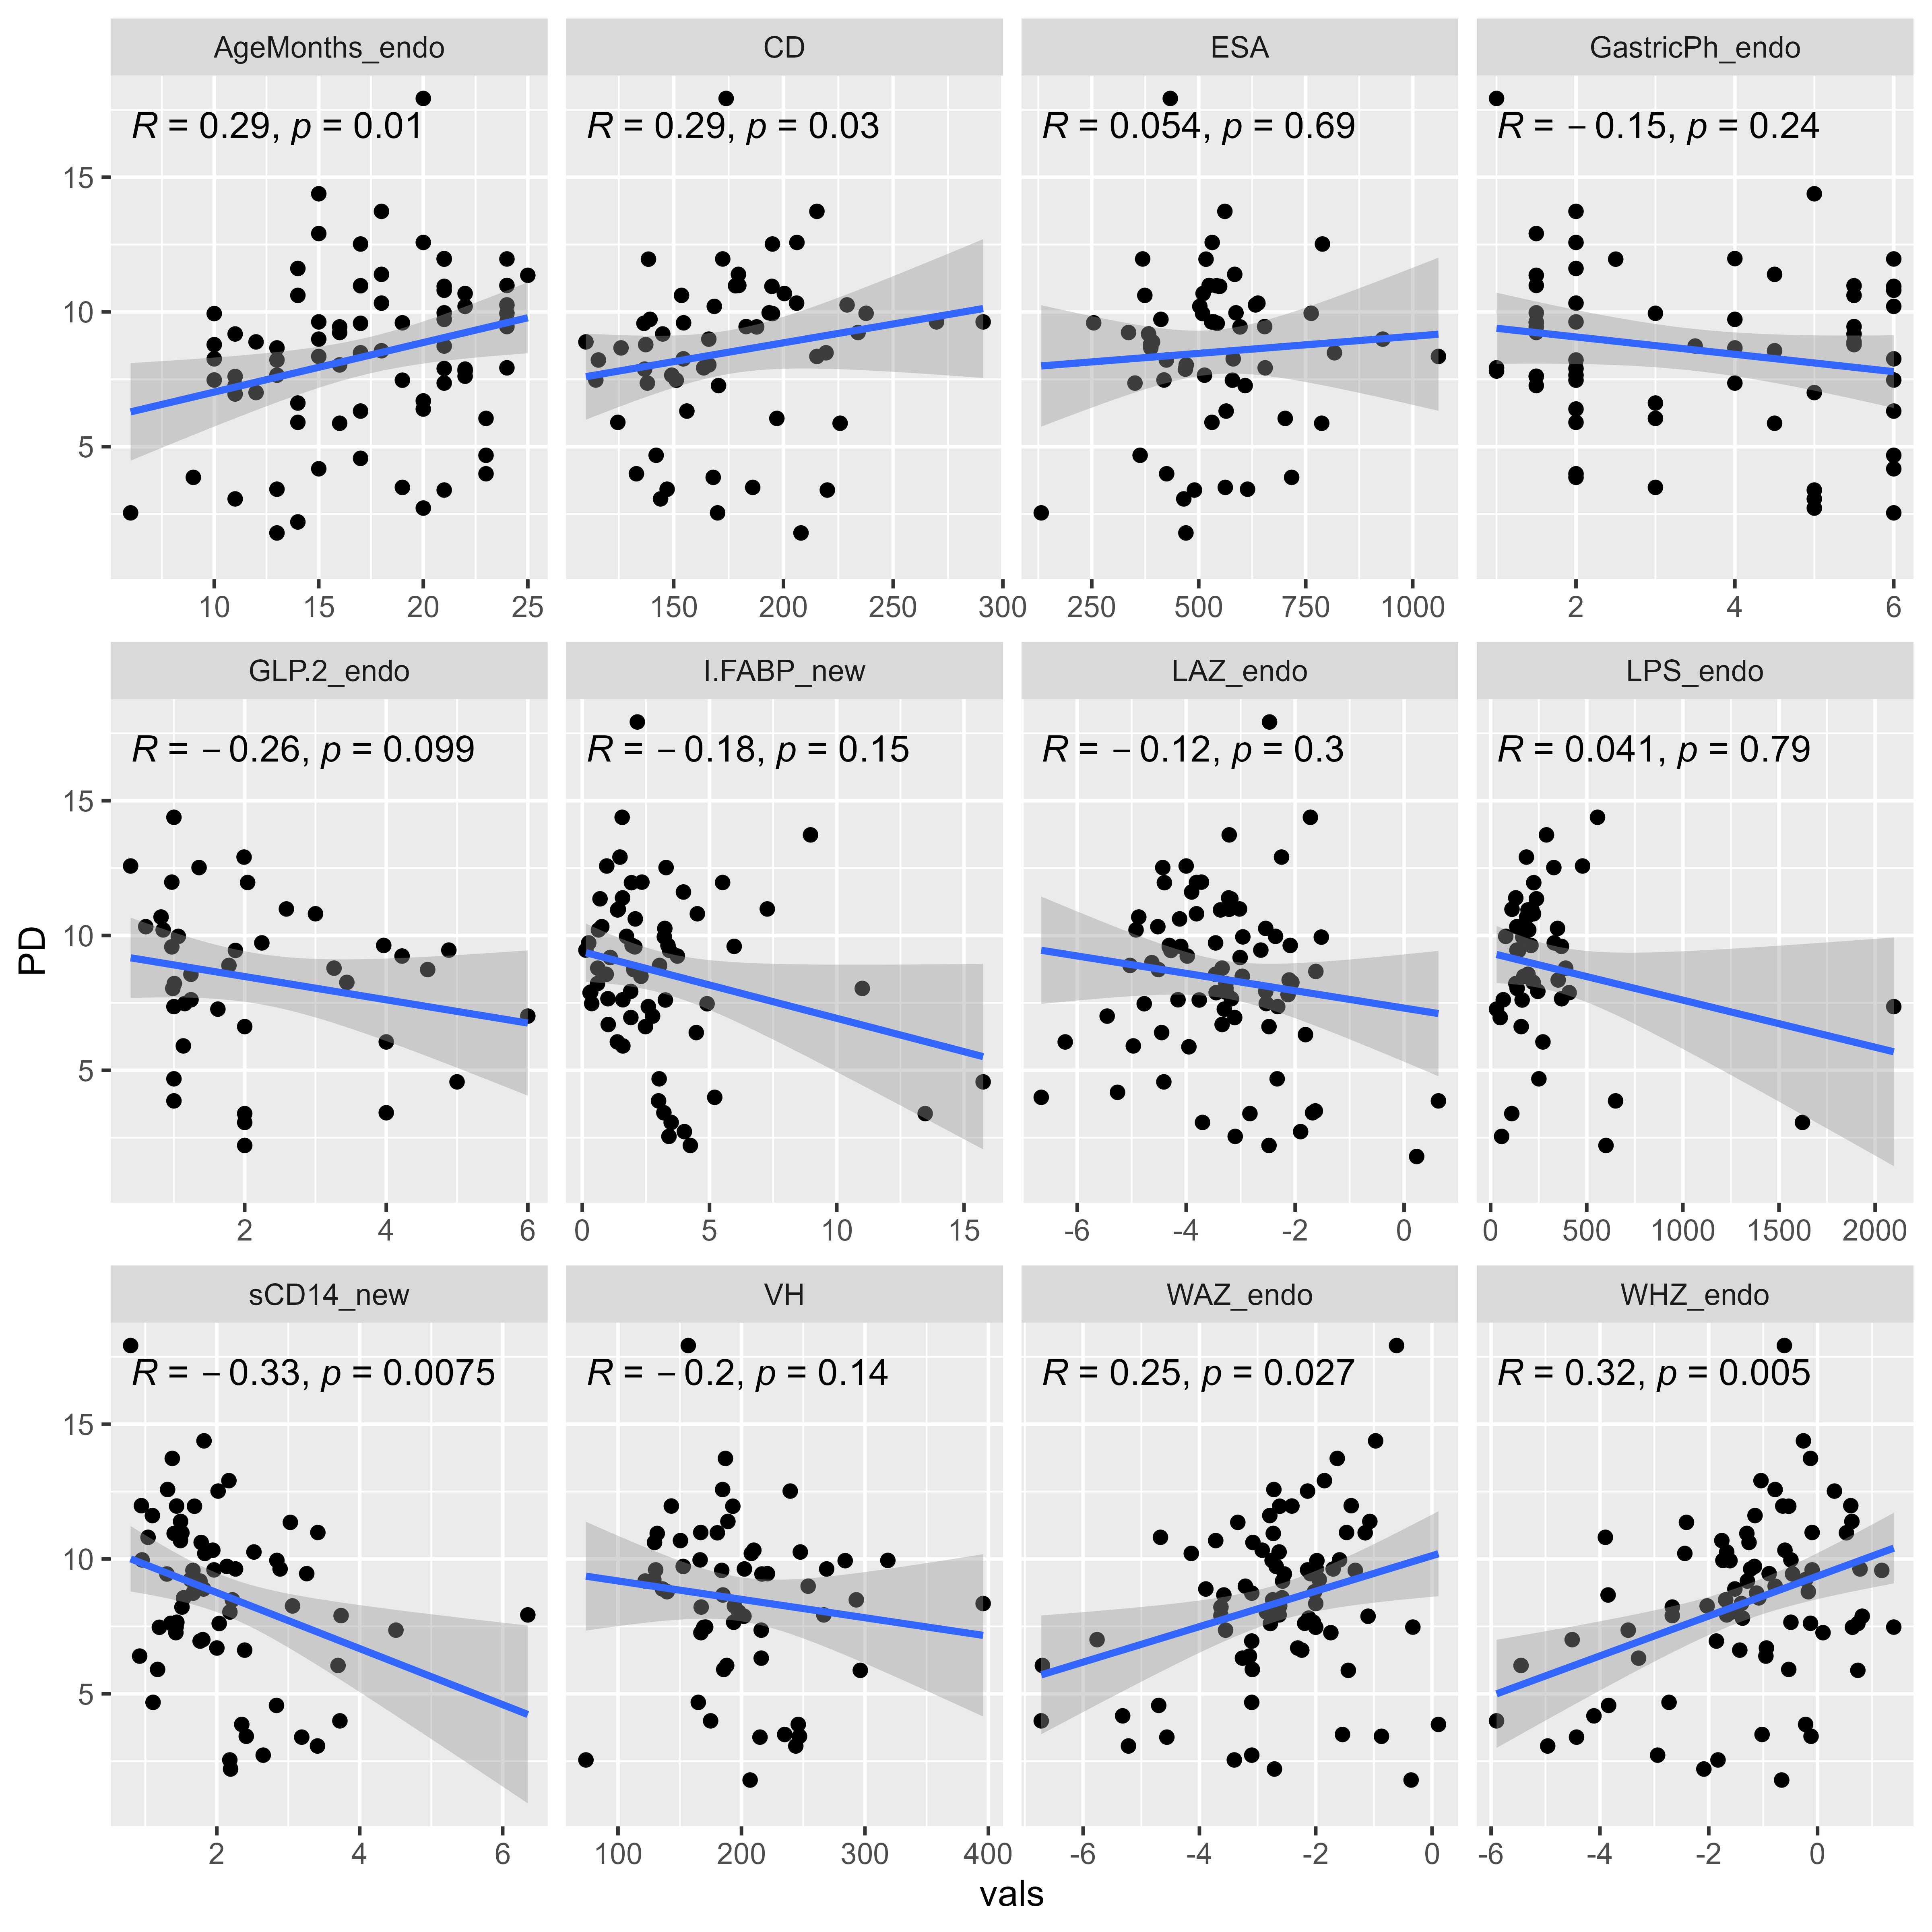 AgeMonths_endo CD ESA GastricPh_endo
R = 0.29, p = 0.01 R = 0.29, p = 0.03 R = 0.054, p = 0.69 R = −0.15, p = 0.24
15
10
5
10 15 20 25 150 200 250 300 250 500 750 1000 2 4 6
GLP.2_endo I.FABP_new LAZ_endo LPS_endo
R = −0.26, p = 0.099 R = −0.18, p = 0.15 R = −0.12, p = 0.3 R = 0.041, p = 0.79
15
PD
10
5
2 4 6 0 5 10 15 -6 -4 -2 0 0 500 1000 1500 2000
sCD14_new VH WAZ_endo WHZ_endo
R = −0.33, p = 0.0075 R = −0.2, p = 0.14 R = 0.25, p = 0.027 R = 0.32, p = 0.005
15
10
5
2 4 6 100 200 300 400 -6 -4 -2 0 -6 -4 -2 0
vals